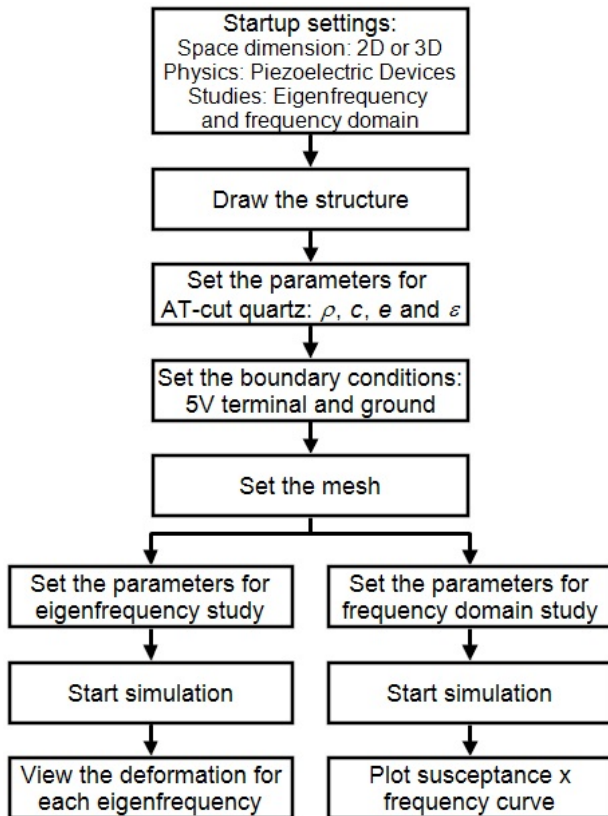 Startup settings:
Space dimension: 2D or 3D
Physics: Piezoelectric Devices
Studies: Eigenfrequency
and frequency domain
Draw the structure
Set the parameters for
AT-cut quartz: ρ, c, e and ε
Set the boundary conditions:
5V terminal and ground
Set the mesh
Set the parameters for
eigenfrequency study
Start simulation
View the deformation for
each eigenfrequency
Set the parameters for
frequency domain study
Start simulation
Plot susceptance x
frequency curve